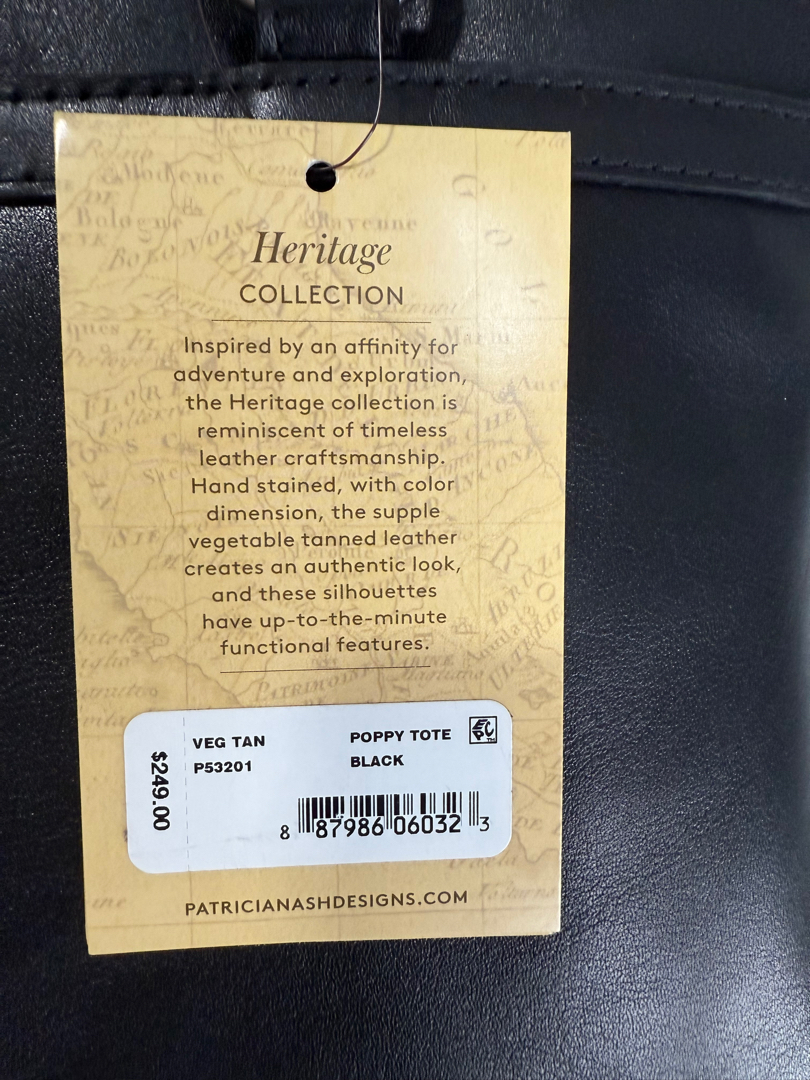 Heritage
COLLECTION
Inspired by an affinity for
adventure and exploration,
the Heritage collection is
reminiscent of timeless
leather craftsmanship.
Hand stained, with color
dimension, the supple
vegetable tanned leather
creates an authentic look,
and these silhouettes
have up-to-the-minute
functional features.
VEG TAN
P53201
POPPY TOTE
BLACK
EPC
$249.00
8 87986 06032 3
PATRICIANASHDESIGNS.COM